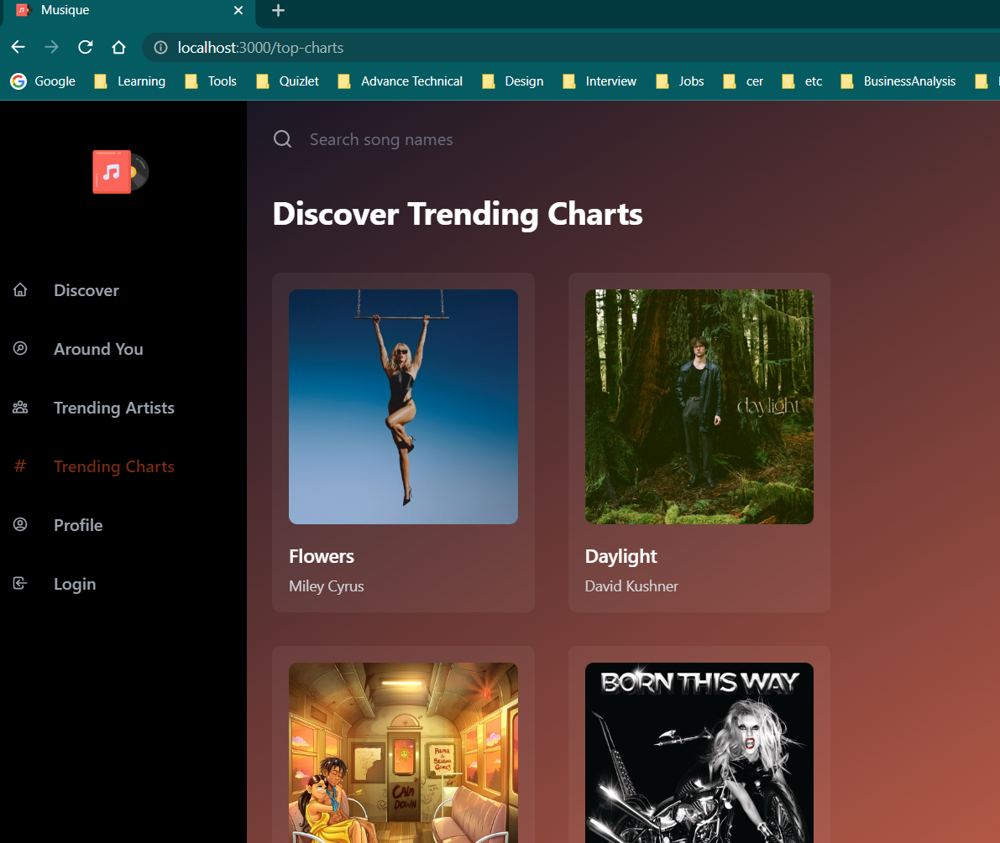 Musique
localhost:3000/top-charts
Google Learning Tools Quizlet Advance Technical Design Interview Jobs cer etc BusinessAnalysis
Search song names
Discover Trending Charts
Discover
Around You
Trending Artists
# Trending Charts
Profile
Login
daylight
Flowers
Miley Cyrus
Daylight
David Kushner
REMA
&
SELENA
GOMEZ
CALM
DOWN
BORN THIS WAY